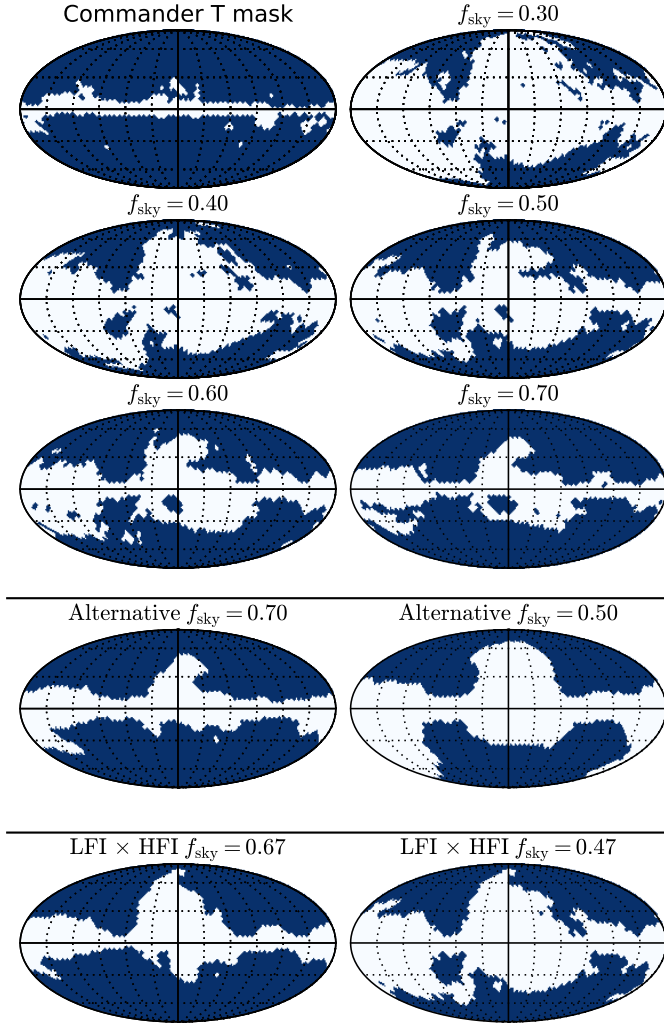 Commander T mask
f_sky = 0.30
f_sky = 0.40
f_sky = 0.50
f_sky = 0.60
f_sky = 0.70
Alternative f_sky = 0.70
Alternative f_sky = 0.50
LFI × HFI f_sky = 0.67
LFI × HFI f_sky = 0.47